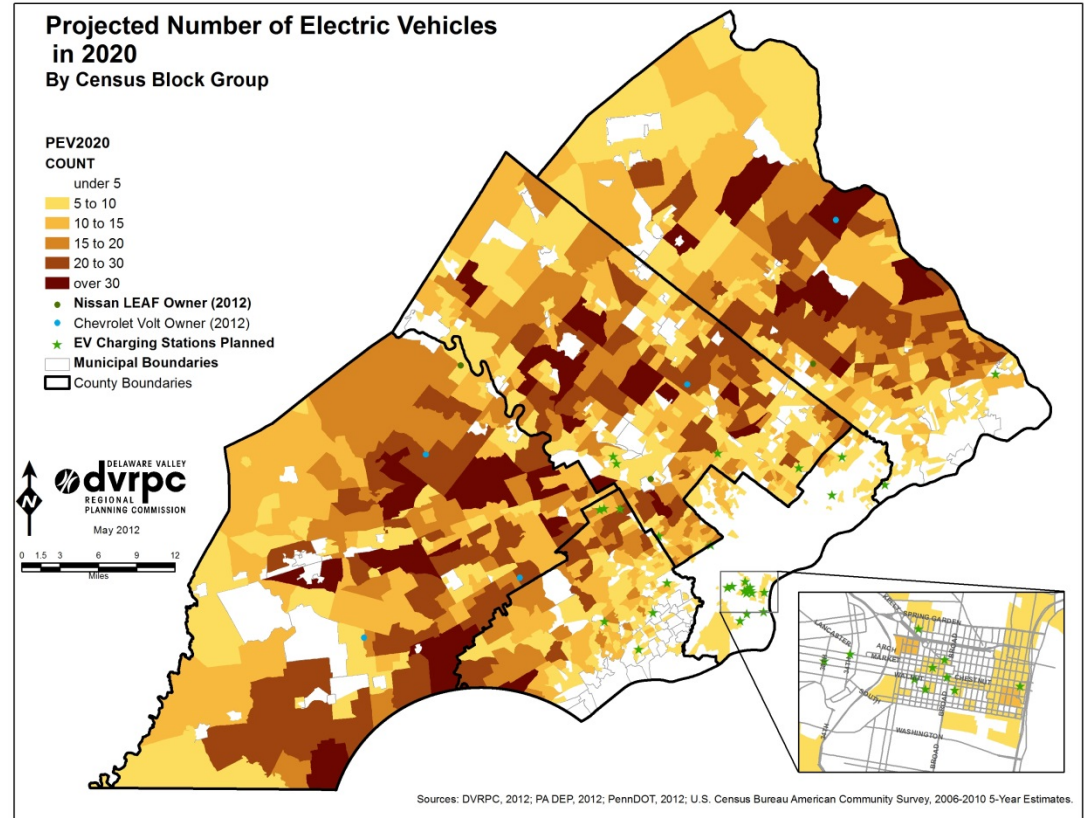 Projected Number of Electric Vehicles
in 2020
By Census Block Group
PEV2020
COUNT
under 5
5 to 10
10 to 15
15 to 20
20 to 30
over 30
Nissan LEAF Owner (2012)
Chevrolet Volt Owner (2012)
EV Charging Stations Planned
Municipal Boundaries
County Boundaries
N
DELAWARE VALLEY
dvrpc
REGIONAL
PLANNING COMMISSION
May 2012
0 1.5 3 6 9 12
Miles
SPRING GARDEN
LANCASTER
BROAD
ARCH
MARKET
34TH
WALNUT
CHESTNUT
SOUTH
BROAD
WASHINGTON
34TH
BROAD
Sources: DVRPC, 2012; PA DEP, 2012; PennDOT, 2012; U.S. Census Bureau American Community Survey, 2006-2010 5-Year Estimates.